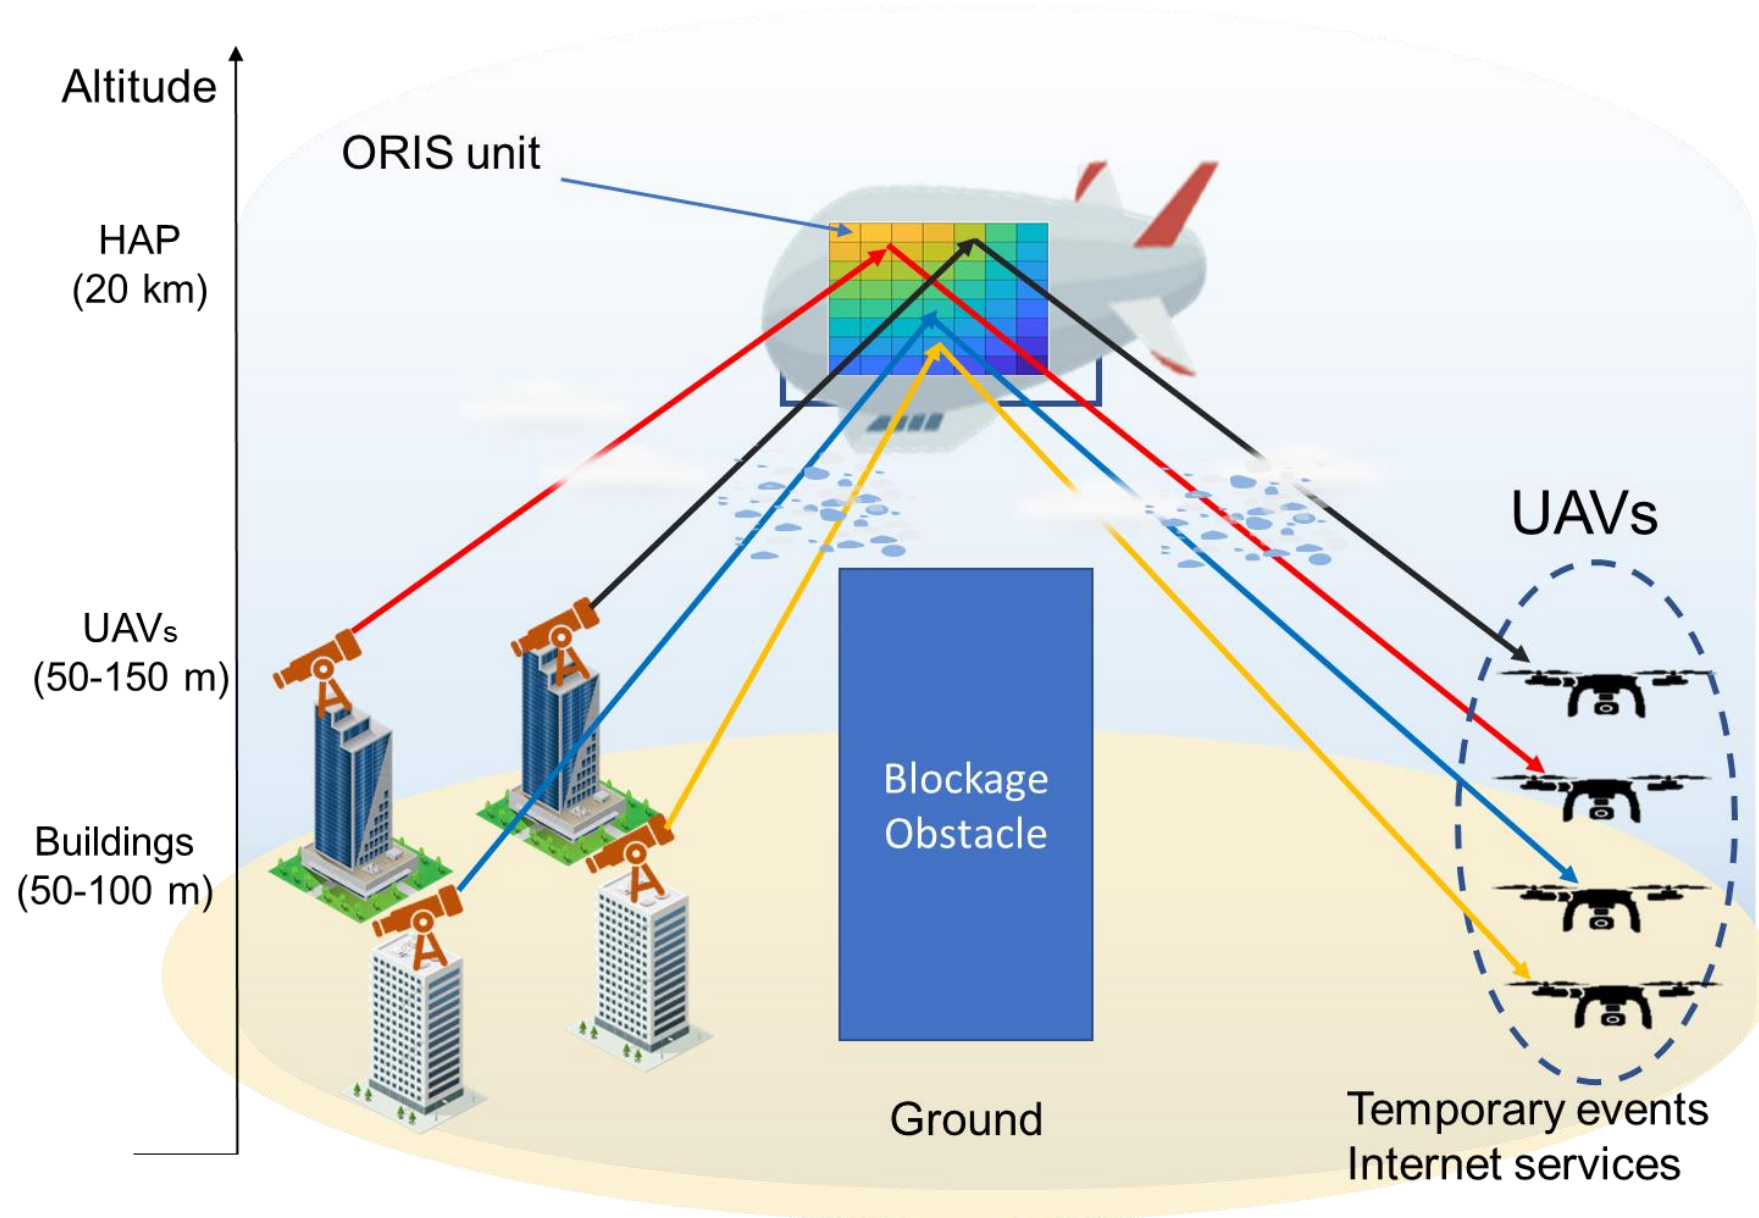 Altitude
ORIS unit
HAP
(20 km)
UAVs
UAVs
(50-150 m)
Blockage
Obstacle
Buildings
(50-100 m)
Ground
Temporary events
Internet services